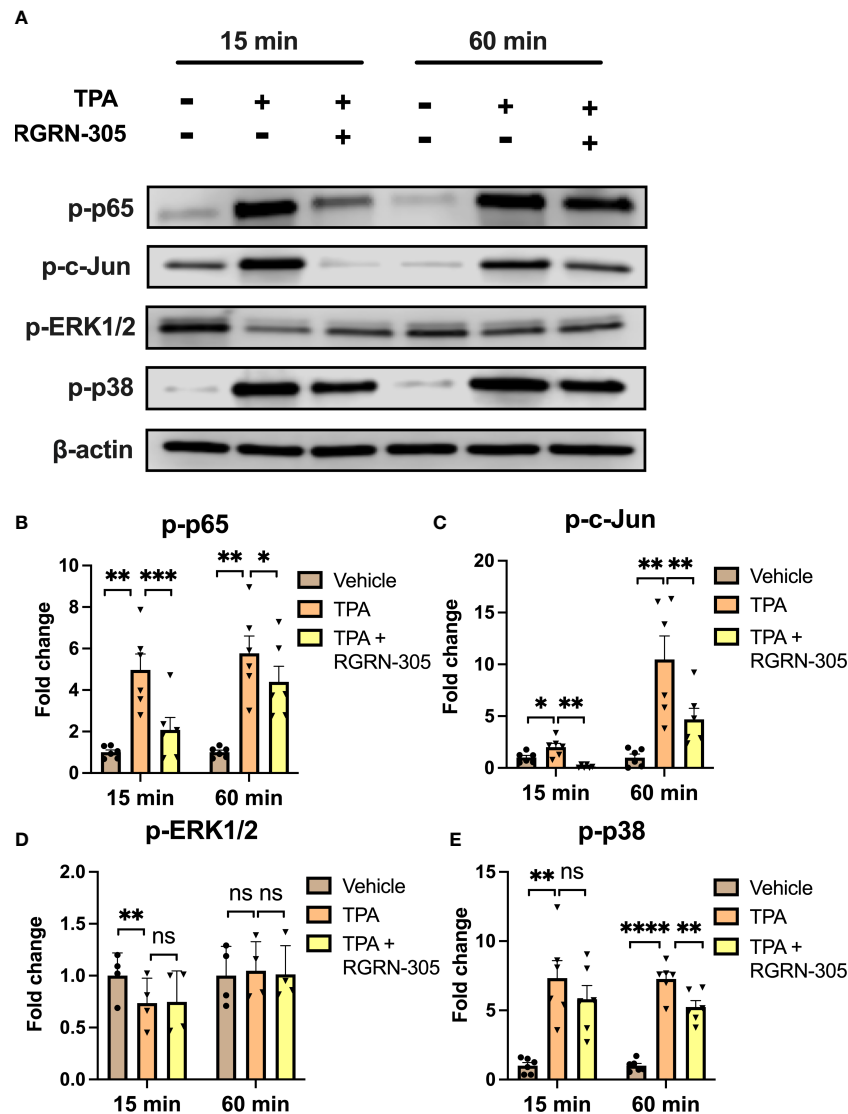 A
15 min 60 min
TPA - + + - + +
RGRN-305 - - + - - +
p-p65
p-c-Jun
p-ERK1/2
p-p38
β-actin
B
p-p65
Fold change
10
8
6
4
2
0
** *** ** *
15 min 60 min
Vehicle
TPA
TPA +
RGRN-305
C
p-c-Jun
Fold change
20
15
10
5
0
* ** ** **
15 min 60 min
Vehicle
TPA
TPA +
RGRN-305
D
p-ERK1/2
Fold change
2.0
1.5
1.0
0.5
0.0
** ns ns ns
15 min 60 min
Vehicle
TPA
TPA +
RGRN-305
E
p-p38
Fold change
15
10
5
0
** ns **** **
15 min 60 min
Vehicle
TPA
TPA +
RGRN-305